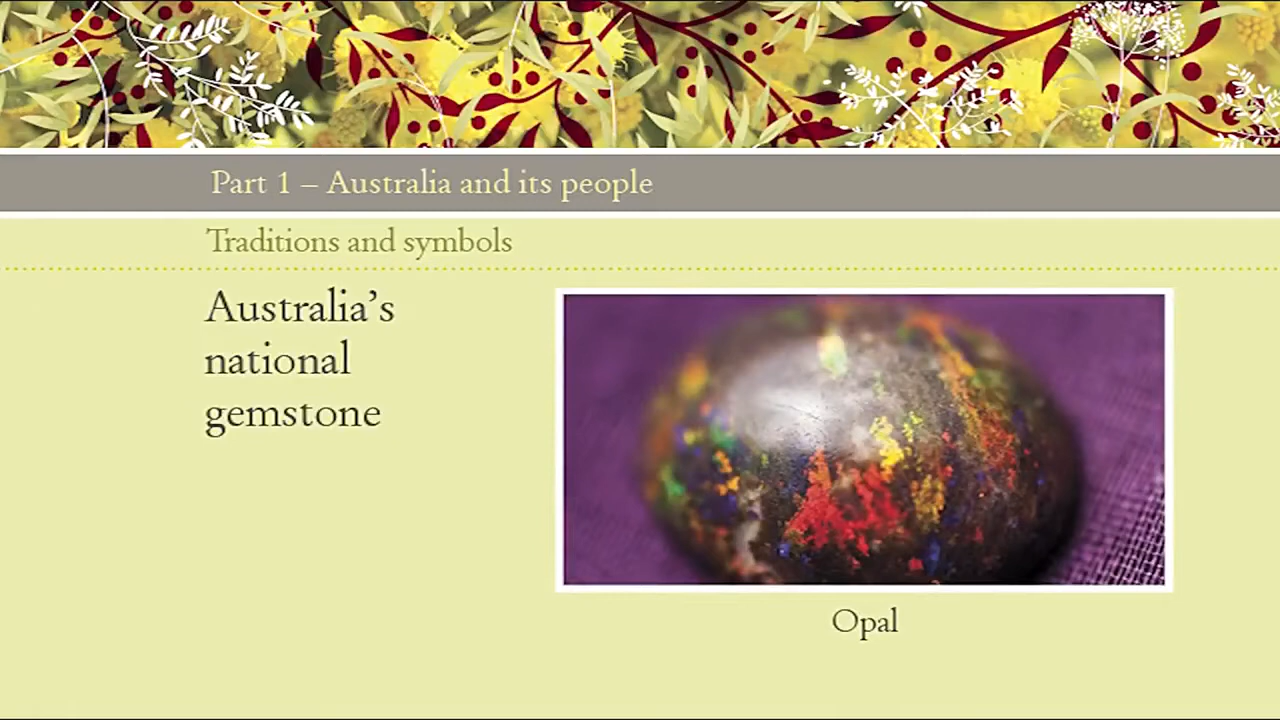 Part 1 – Australia and its people
Traditions and symbols
Australia’s
national
gemstone
Opal